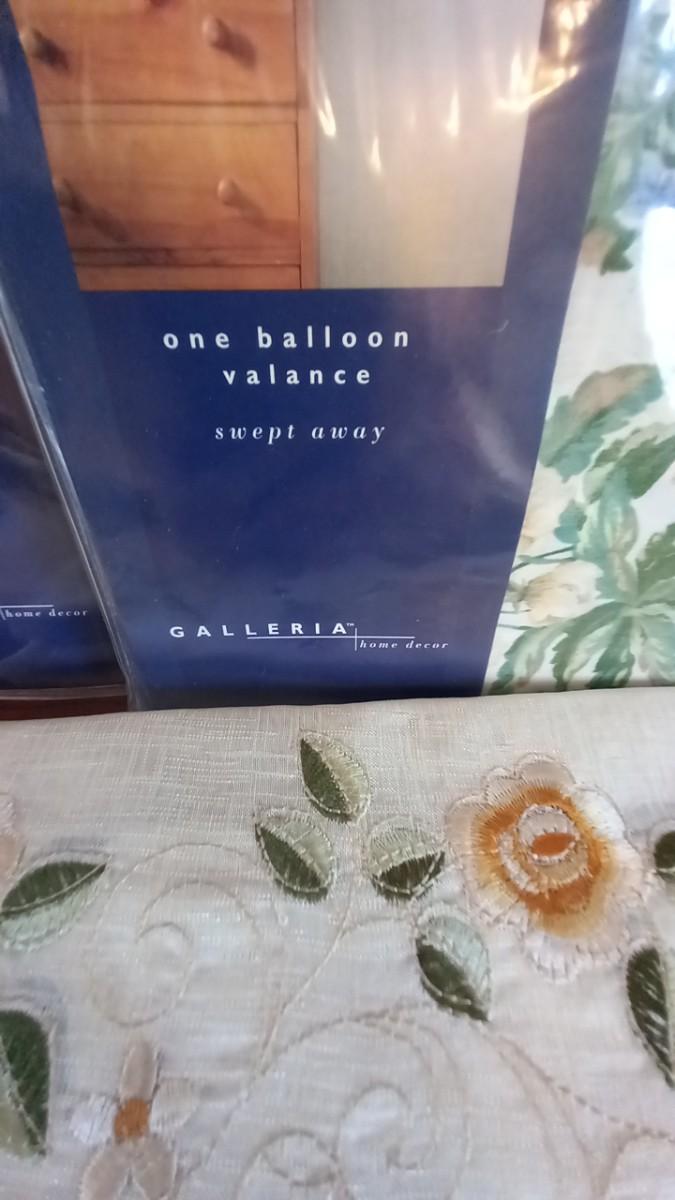 one balloon
valance
swept away
GALLERIA™
home decor
home decor